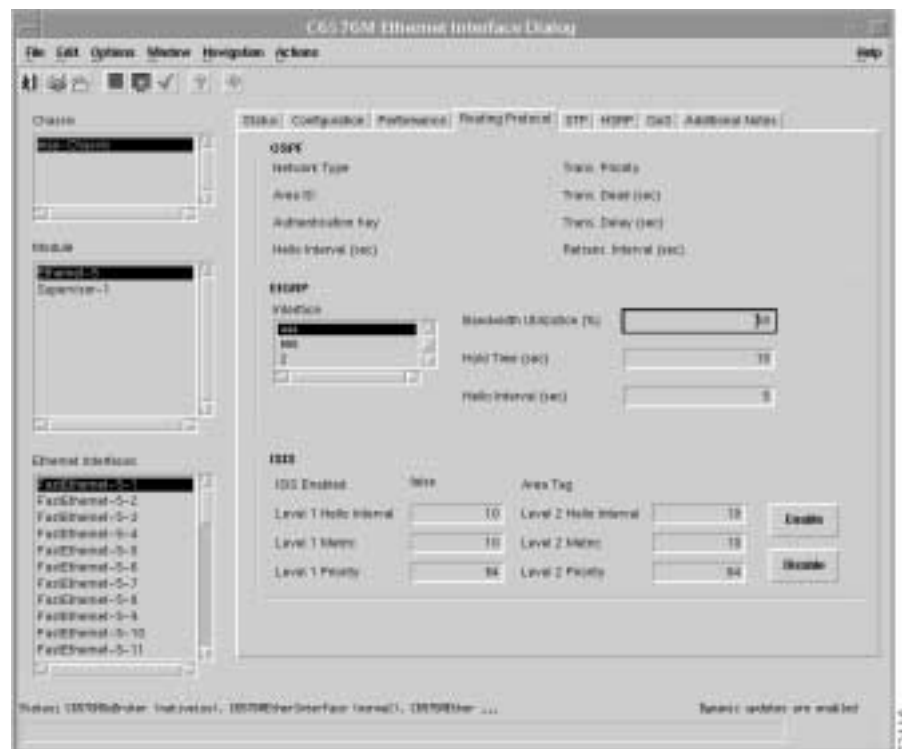 C6576M Ethernet Interface Dialog
File Edit Options Window Navigation Actions Help
Chassis
Status Configuration Performance Routing Protocol STP HSRP QoS Additional Notes
OSPF
Network Type
Trans. Priority
Area ID
Trans. Dead (sec)
Authentication Key
Trans. Delay (sec)
Hello Interval (sec)
Retrans. Interval (sec)
Module
Ethernet-5
Supervisor-1
EIGRP
Interface
Bandwidth Utilization (%)
Hold Time (sec)
Hello Interval (sec) 5
Ethernet Interfaces
FastEthernet-5-1
FastEthernet-5-2
FastEthernet-5-3
FastEthernet-5-4
FastEthernet-5-5
FastEthernet-5-6
FastEthernet-5-7
FastEthernet-5-8
FastEthernet-5-9
FastEthernet-5-10
FastEthernet-5-11
ISIS
ISIS Enabled false Area Tag
Level 1 Hello Interval 10 Level 2 Hello Interval 10
Level 1 Metric 10 Level 2 Metric 10
Level 1 Priority 64 Level 2 Priority 64
Enable
Disable
Dynamic updates are enabled